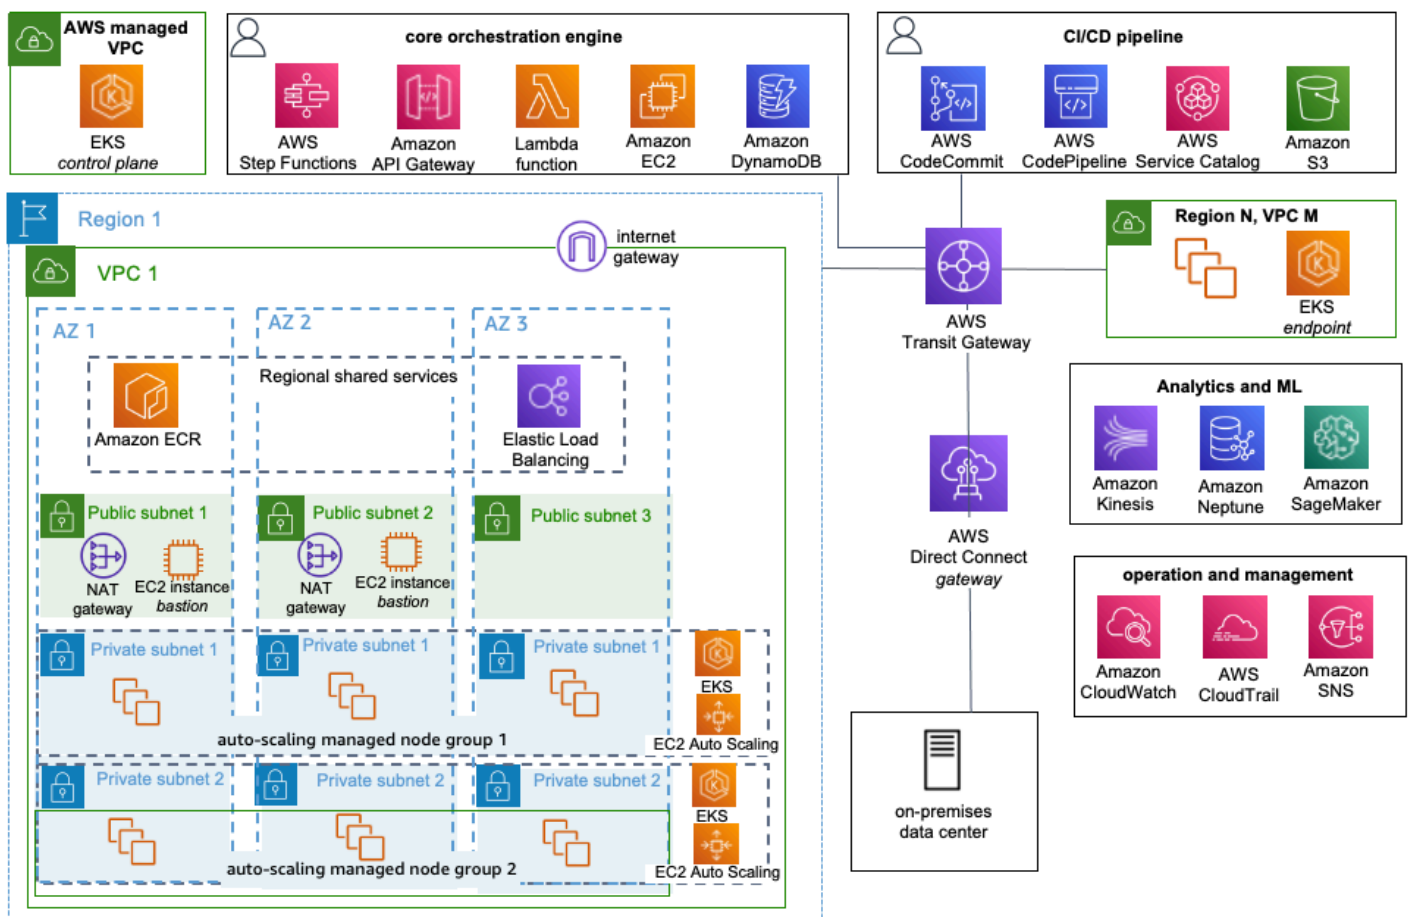 AWS managed
VPC
EKS
control plane
core orchestration engine
AWS
Step Functions
Amazon
API Gateway
Lambda
function
Amazon
EC2
Amazon
DynamoDB
CI/CD pipeline
AWS
CodeCommit
AWS
CodePipeline
AWS
Service Catalog
Amazon
S3
Region 1
internet
gateway
VPC 1
AWS
Transit Gateway
Region N, VPC M
EKS
endpoint
AZ 1
AZ 2
AZ 3
Regional shared services
Amazon ECR
Elastic Load
Balancing
Analytics and ML
Amazon
Kinesis
Amazon
Neptune
Amazon
SageMaker
Public subnet 1
NAT
gateway
EC2 instance
bastion
Public subnet 2
NAT
gateway
EC2 instance
bastion
Public subnet 3
AWS
Direct Connect
gateway
operation and management
Amazon
CloudWatch
AWS
CloudTrail
Amazon
SNS
Private subnet 1
Private subnet 1
Private subnet 1
EKS
EC2 Auto Scaling
auto-scaling managed node group 1
Private subnet 2
Private subnet 2
Private subnet 2
EKS
EC2 Auto Scaling
auto-scaling managed node group 2
on-premises
data center